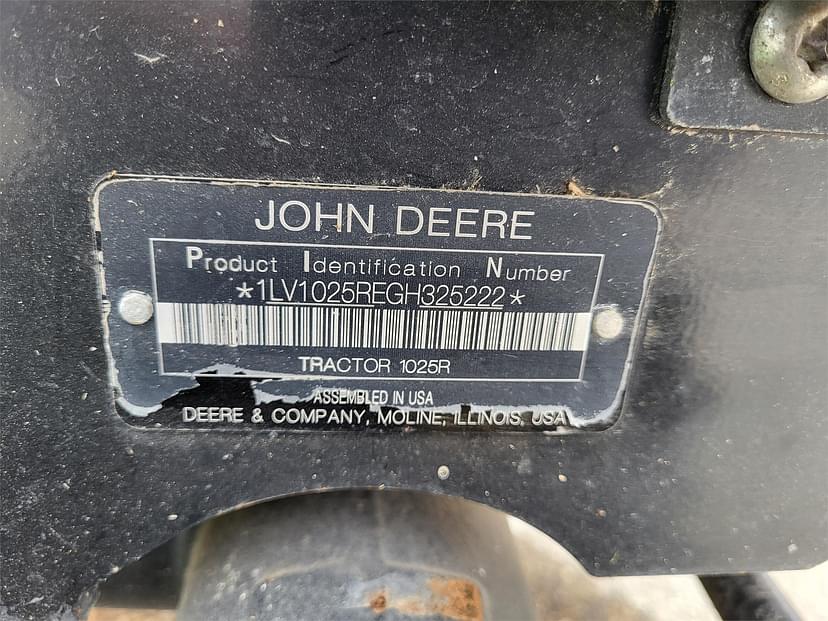 JOHN DEERE
Product Identification Number
*1LV1025REGH325222*
TRACTOR 1025R
ASSEMBLED IN USA
DEERE & COMPANY, MOLINE, ILLINOIS, USA